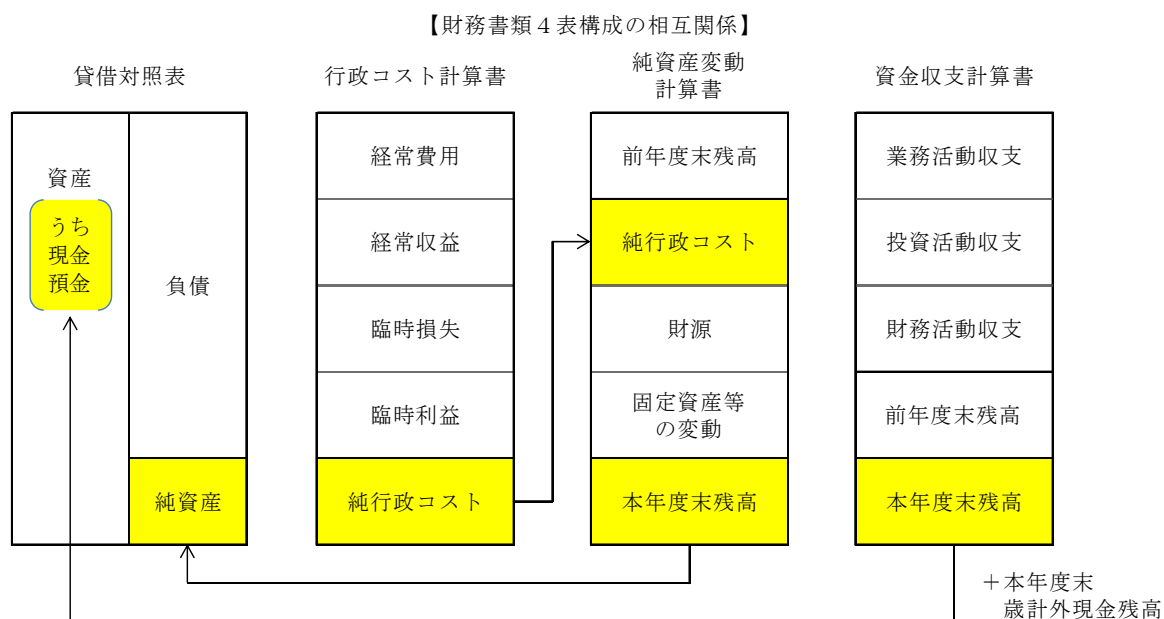 【財務書類４表構成の相互関係】
貸借対照表
行政コスト計算書
純資産変動
計算書
資金収支計算書
資産
うち
現金
預金
負債
純資産
経常費用
経常収益
臨時損失
臨時利益
純行政コスト
前年度末残高
純行政コスト
財源
固定資産等
の変動
本年度末残高
業務活動収支
投資活動収支
財務活動収支
前年度末残高
本年度末残高
＋本年度末
歳計外現金残高